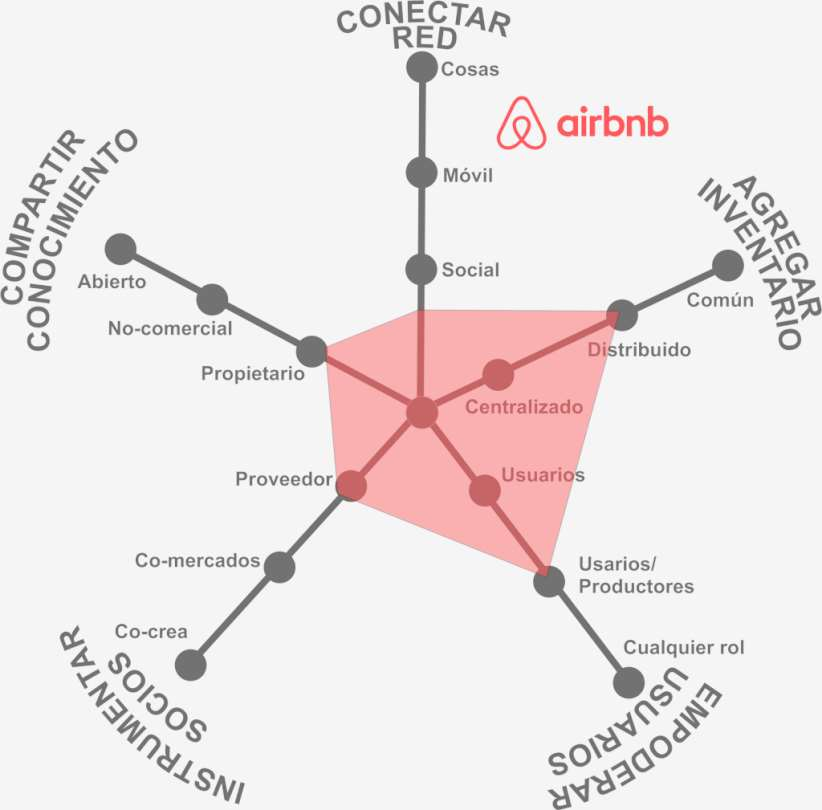 CONECTAR
RED
Cosas
airbnb
Móvil
Social
COMPARTIR
CONOCIMIENTO
Abierto
No-comercial
Propietario
AGREGAR
INVENTARIO
Común
Distribuido
Centralizado
Proveedor
Co-mercados
Co-crea
INSTRUMENTAR
SOCIOS
Usuarios
Usarios/
Productores
Cualquier rol
EMPODERAR
USUARIOS